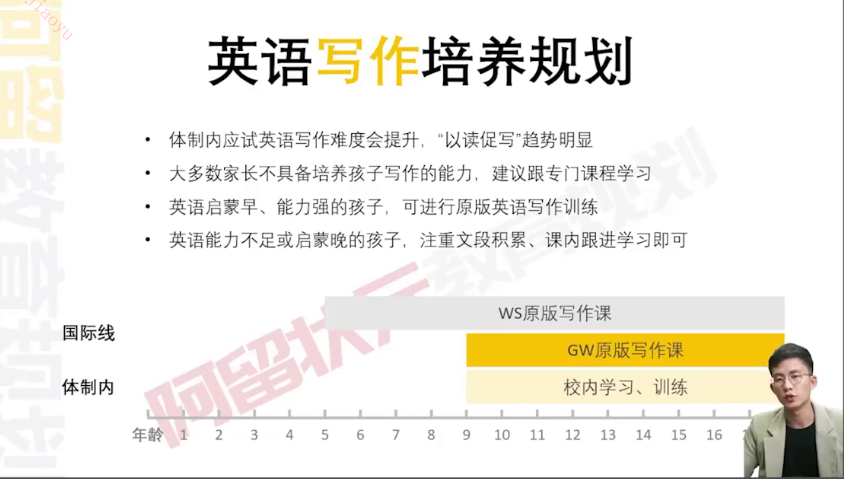 jiaoyu
英语写作培养规划
• 体制内应试英语写作难度会提升，“以读促写”趋势明显
• 大多数家长不具备培养孩子写作的能力，建议跟专门课程学习
• 英语启蒙早、能力强的孩子，可进行原版英语写作训练
• 英语能力不足或启蒙晚的孩子，注重文段积累、课内跟进学习即可
阿留教育规划
阿留状元教育规划
WS原版写作课
国际线
GW原版写作课
体制内
校内学习、训练
年龄 1 2 3 4 5 6 7 8 9 10 11 12 13 14 15 16